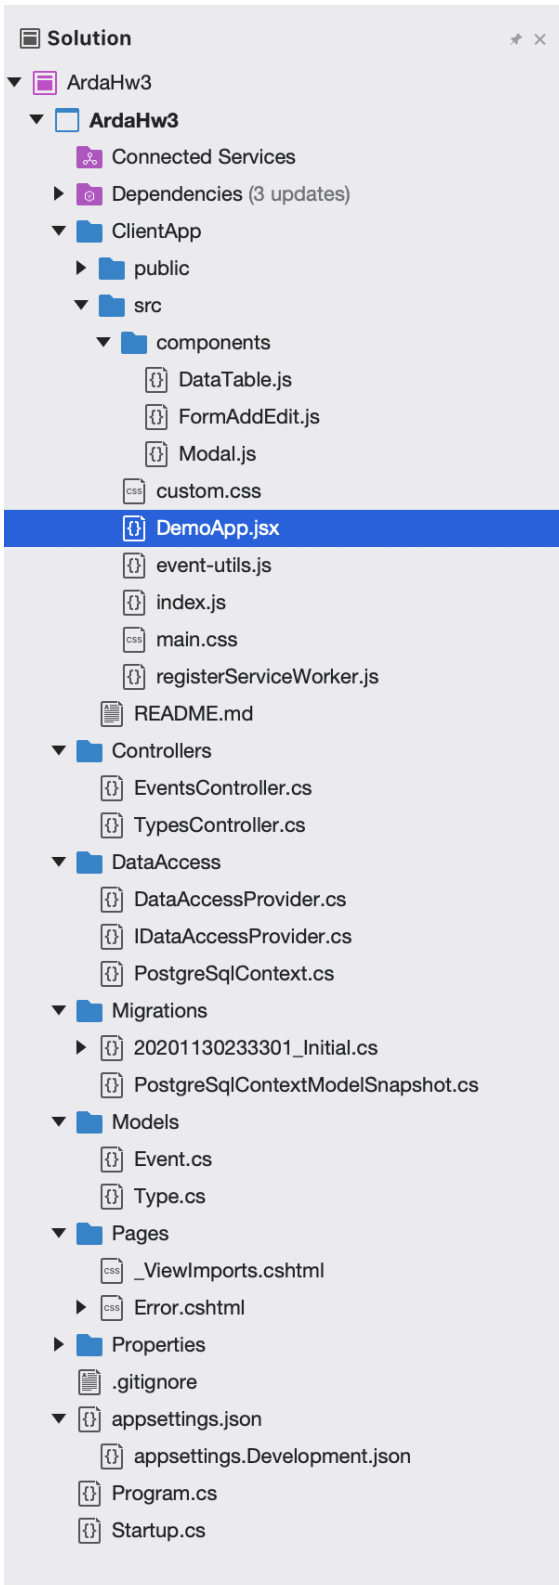 Solution
ArdaHw3
ArdaHw3
Connected Services
Dependencies (3 updates)
ClientApp
public
src
components
DataTable.js
FormAddEdit.js
Modal.js
custom.css
DemoApp.jsx
event-utils.js
index.js
main.css
registerServiceWorker.js
README.md
Controllers
EventsController.cs
TypesController.cs
DataAccess
DataAccessProvider.cs
IDataAccessProvider.cs
PostgreSqlContext.cs
Migrations
20201130233301_Initial.cs
PostgreSqlContextModelSnapshot.cs
Models
Event.cs
Type.cs
Pages
_ViewImports.cshtml
Error.cshtml
Properties
.gitignore
appsettings.json
appsettings.Development.json
Program.cs
Startup.cs